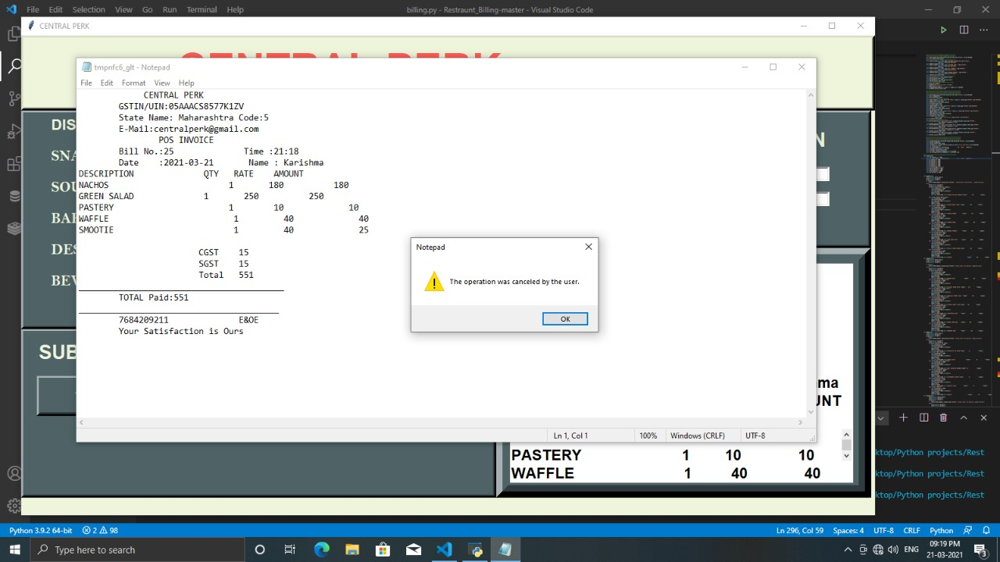 File Edit Selection View Go Run Terminal Help billing.py - Restraunt_Billing-master - Visual Studio Code
CENTRAL PERK
CENTRAL PERK
tmpnfc6_glt - Notepad
File Edit Format View Help
CENTRAL PERK
GSTIN/UIN:05AAACS8577K1ZV
State Name: Maharashtra Code:5
E-Mail:centralperk@gmail.com
POS INVOICE
Bill No.:25 Time :21:18
Date :2021-03-21 Name : Karishma
DESCRIPTION QTY RATE AMOUNT
NACHOS 1 180 180
GREEN SALAD 1 250 250
PASTERY 1 10 10
WAFFLE 1 40 40
SMOOTIE 1 40 25
CGST 15
SGST 15
Total 551
TOTAL Paid:551
7684209211 E&OE
Your Satisfaction is Ours
Notepad
The operation was canceled by the user.
OK
Ln 1, Col 1 100% Windows (CRLF) UTF-8
DIS
SNA
SOU
BAK
DES
BEV
SUB
N
ma
UNT
PASTERY 1 10 10
WAFFLE 1 40 40
ktop/Python projects/Rest
ktop/Python projects/Rest
ktop/Python projects/Rest
Python 3.9.2 64-bit 2 98 Ln 296, Col 59 Spaces: 4 UTF-8 CRLF Python
Type here to search ENG 09:19 PM
21-03-2021 3